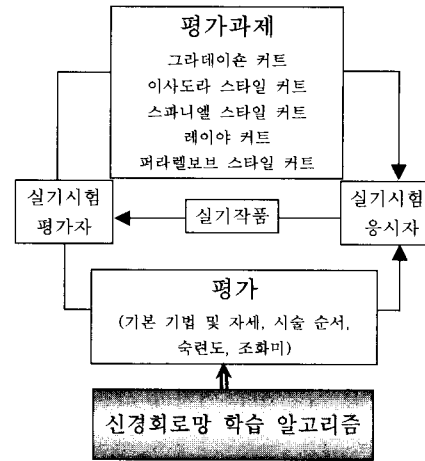 평가과제
그라데이숀 커트
이사도라 스타일 커트
스파니엘 스타일 커트
레이야 커트
퍼라렐보브 스타일 커트
실기시험
평가자
실기작품
실기시험
응시자
평가
(기본 기법 및 자세, 시술 순서,
숙련도, 조화미)
신경회로망 학습 알고리즘